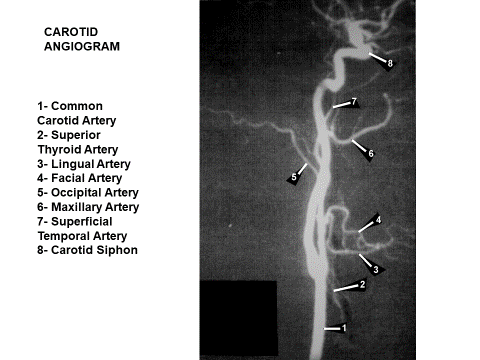 CAROTID
ANGIOGRAM
1- Common
Carotid Artery
2- Superior
Thyroid Artery
3- Lingual Artery
4- Facial Artery
5- Occipital Artery
6- Maxillary Artery
7- Superficial
Temporal Artery
8- Carotid Siphon
8
7
6
5
4
3
2
1